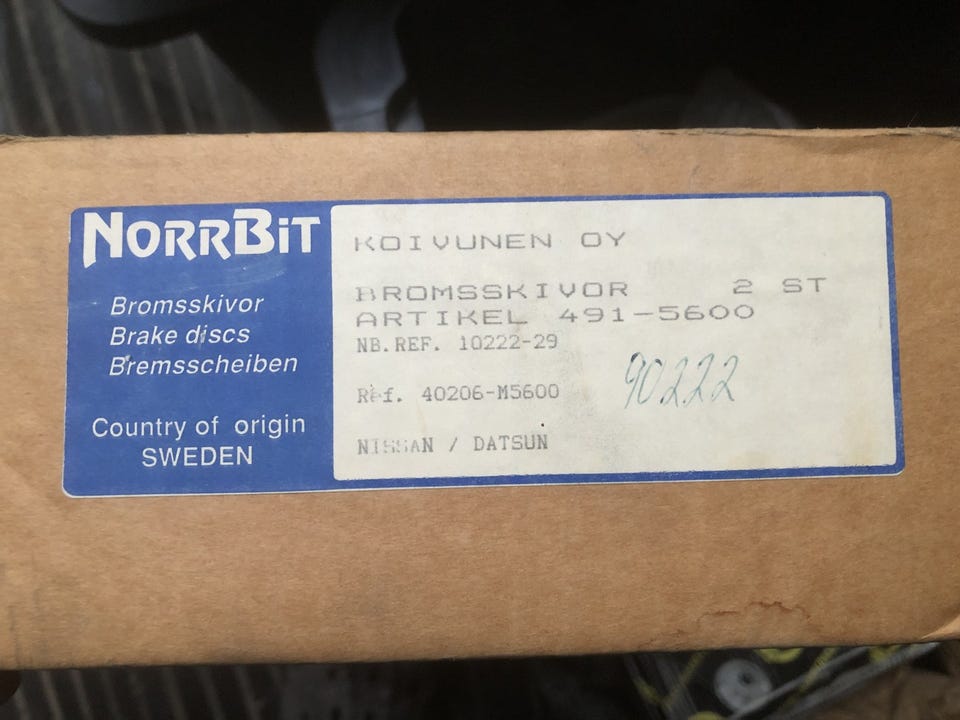 NORRBIT
Bromsskivor
Brake discs
Bremsscheiben
Country of origin
SWEDEN
KOIVUNEN OY
BROMSSKIVOR 2 ST
ARTIKEL 491-5600
NB.REF. 10222-29
Ref. 40206-M5600
90222
NISSAN / DATSUN